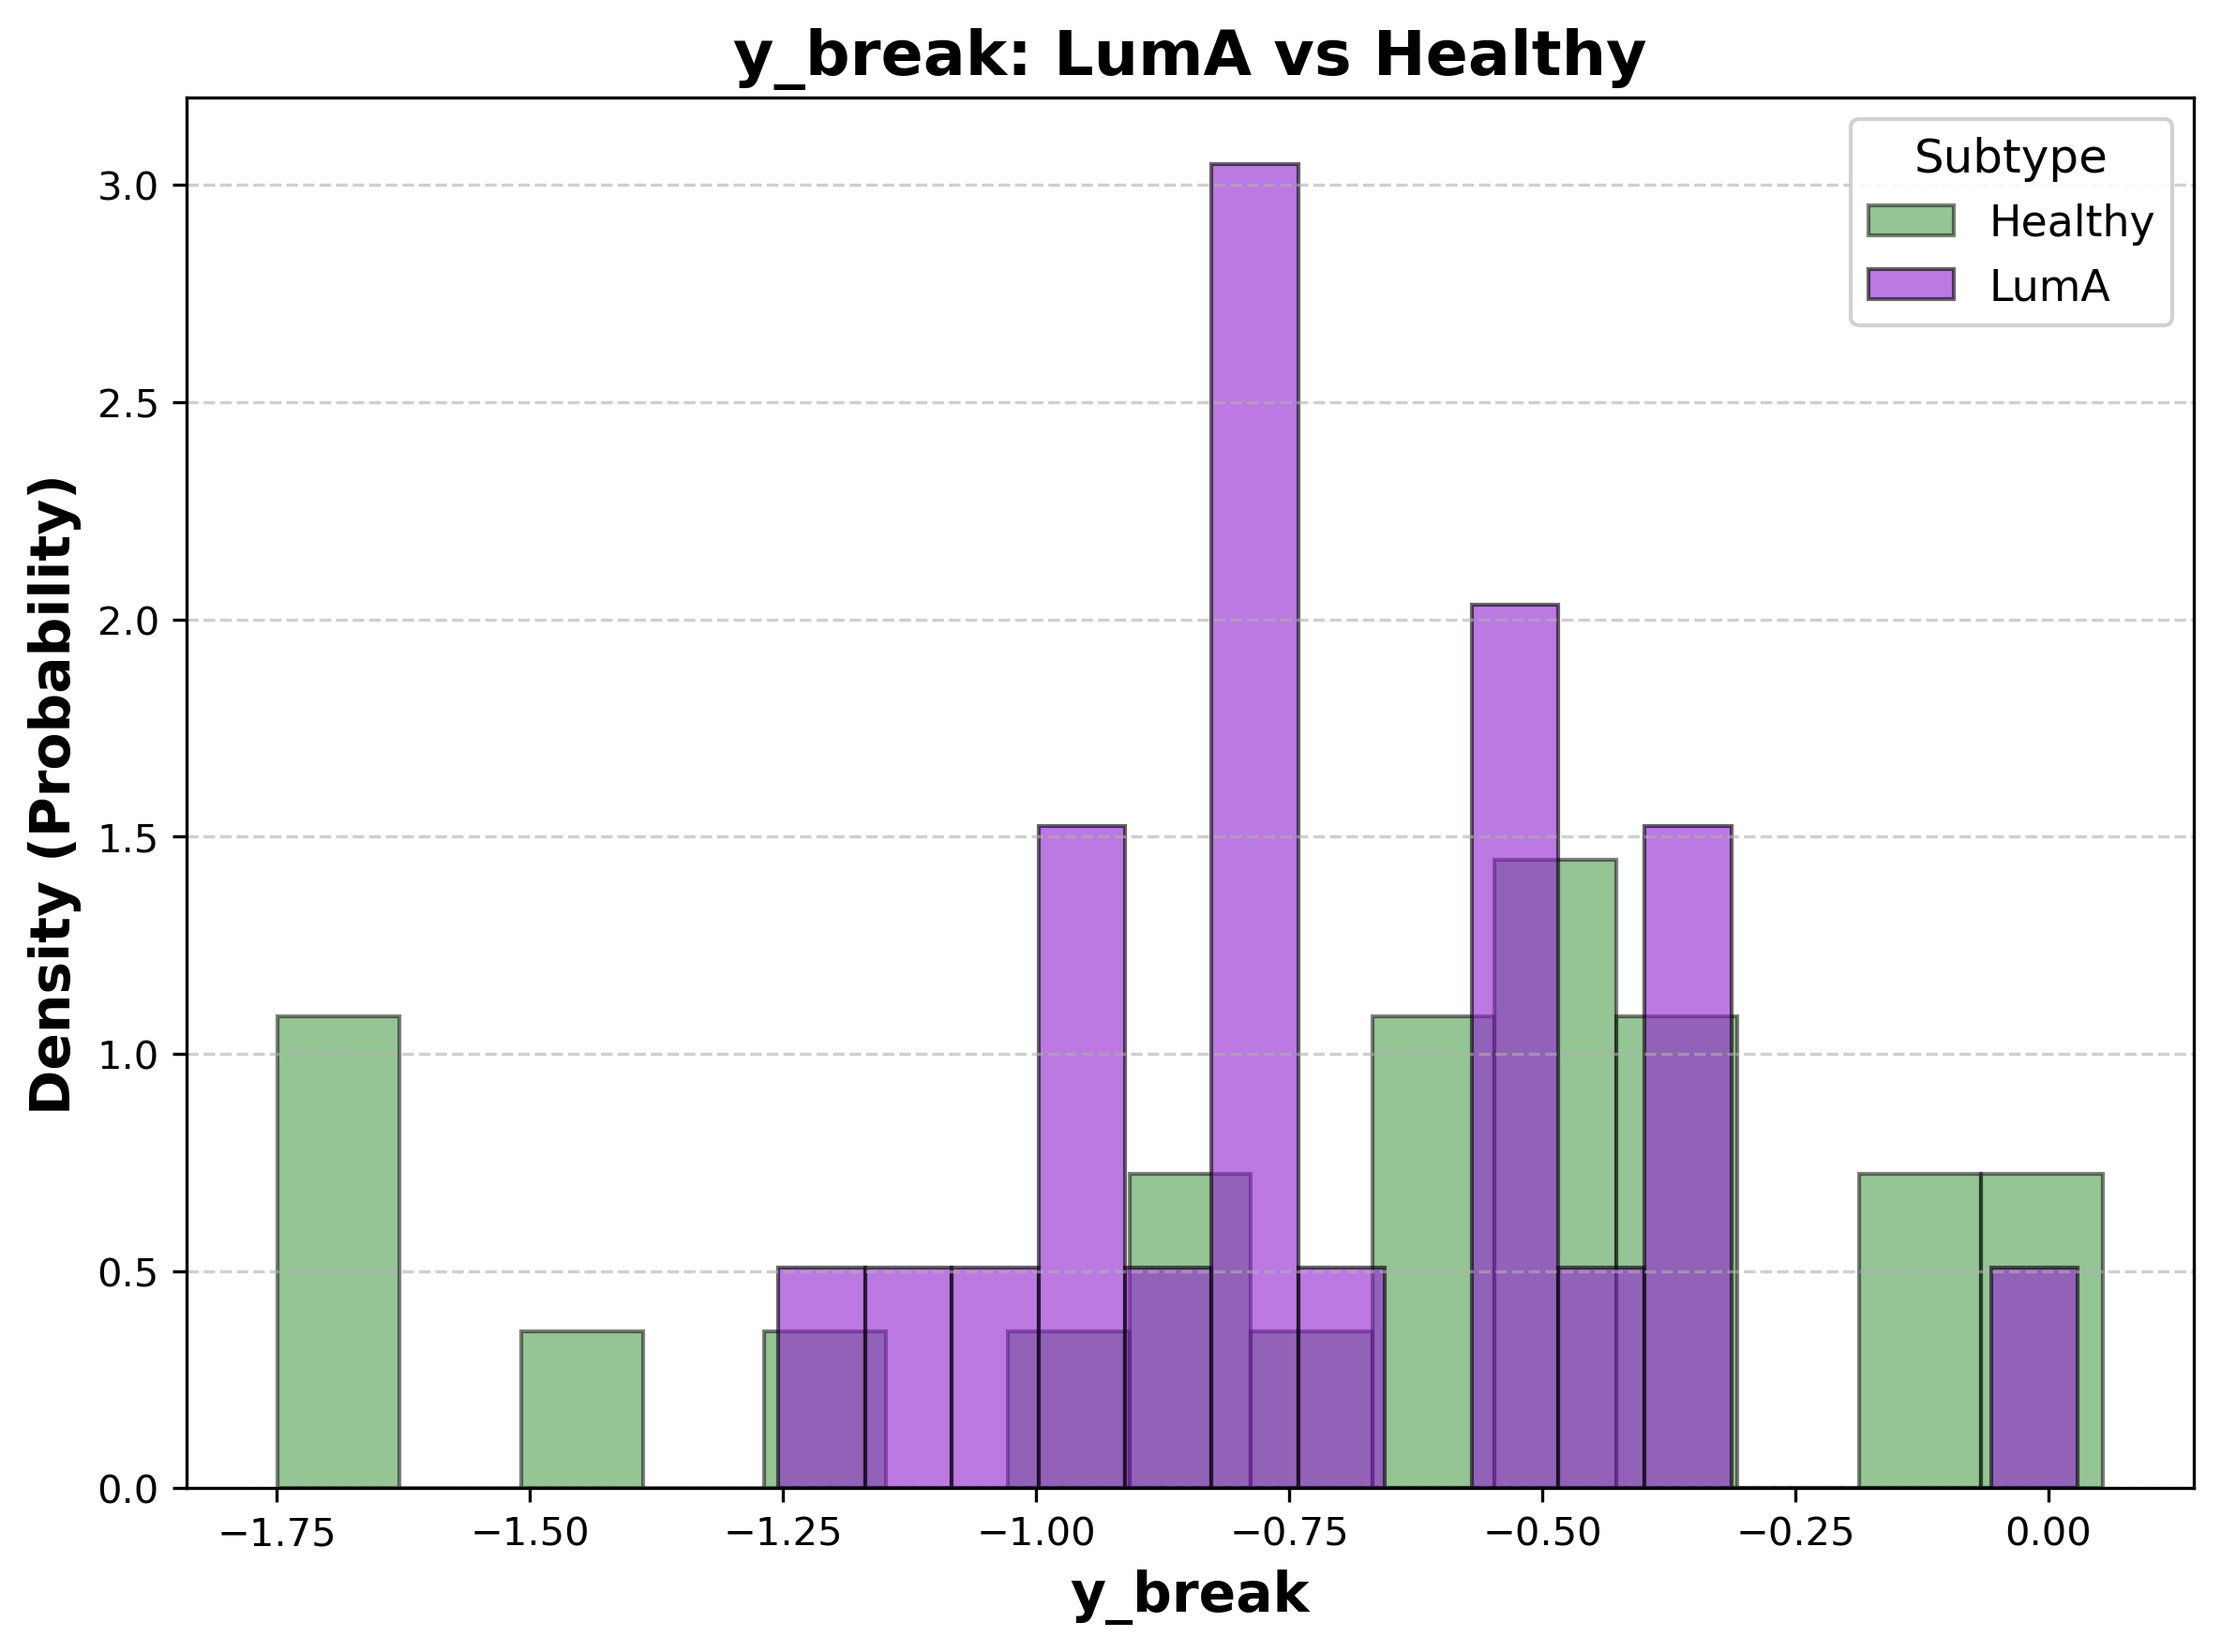 y_break: LumA vs Healthy
Subtype
Healthy
LumA
Density (Probability)
3.0
2.5
2.0
1.5
1.0
0.5
0.0
−1.75 −1.50 −1.25 −1.00 −0.75 −0.50 −0.25 0.00
y_break